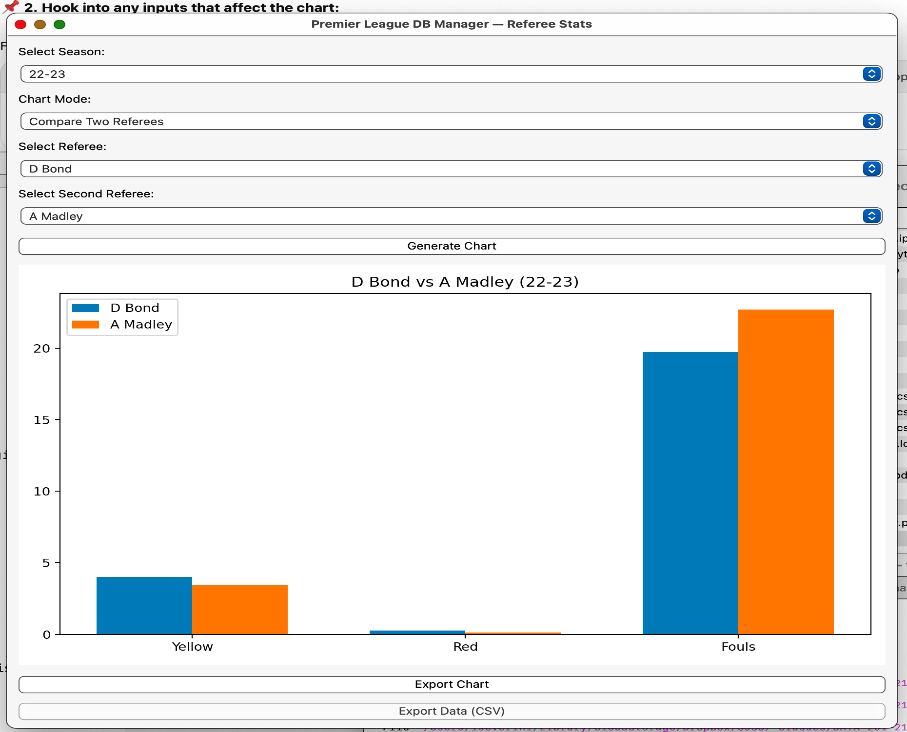 2. Hook into any inputs that affect the chart:
Premier League DB Manager — Referee Stats
Select Season:
22-23
Chart Mode:
Compare Two Referees
Select Referee:
D Bond
Select Second Referee:
A Madley
Generate Chart
D Bond vs A Madley (22-23)
D Bond
A Madley
20
15
10
5
0
Yellow
Red
Fouls
Export Chart
Export Data (CSV)